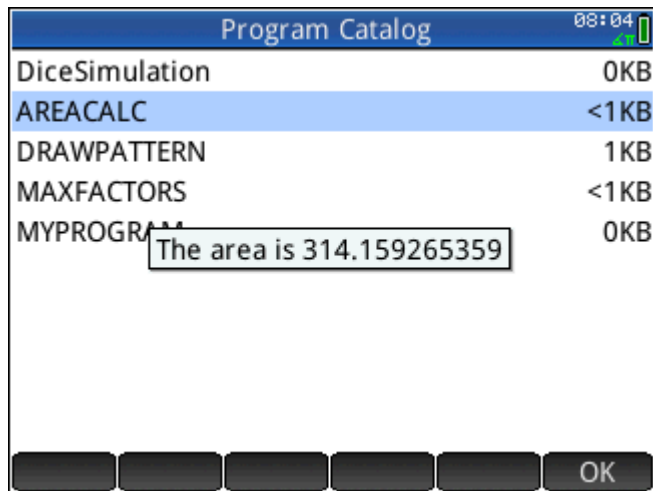 Program Catalog 08:04
∡π
DiceSimulation 0KB
AREACALC <1KB
DRAWPATTERN 1KB
MAXFACTORS <1KB
MYPROGRAM 0KB
The area is 314.159265359
OK